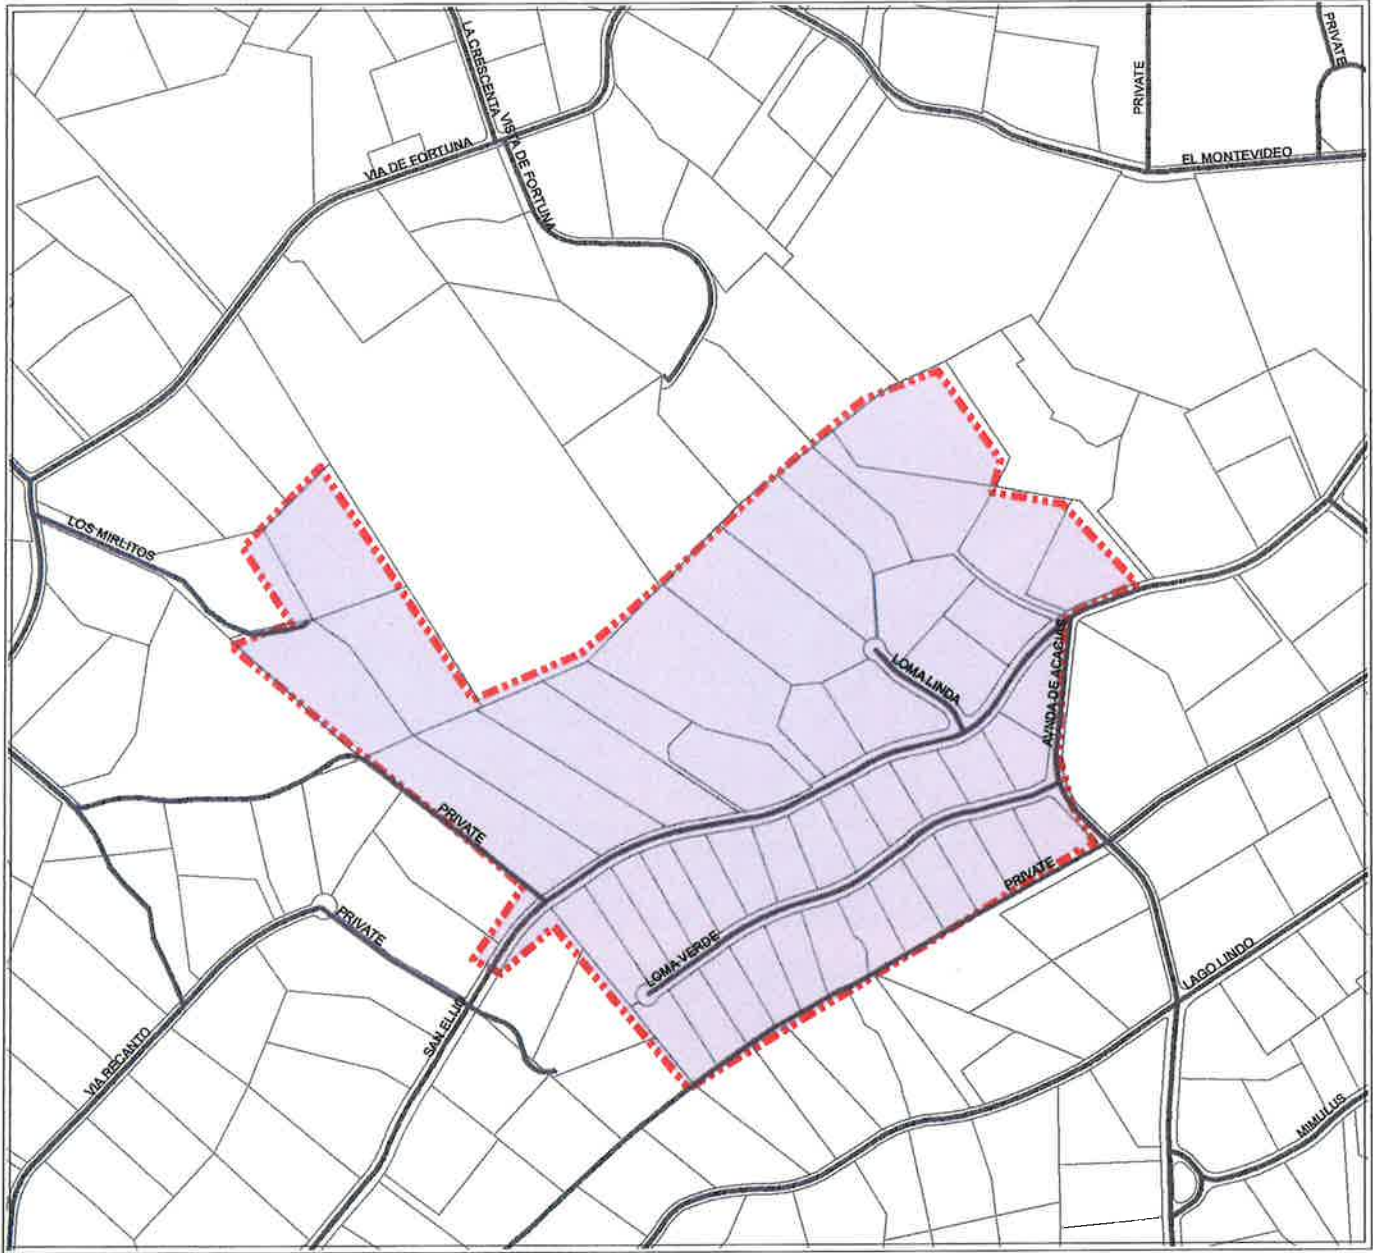 LA CRESCENTA
PRIVATE
PRIVATE
VISTA DE FORTUNA
VIA DE FORTUNA
EL MONTEVIDEO
LOS MIRLITOS
LOMA LINDA
AVNDA DE ACACIAS
PRIVATE
PRIVATE
PRIVATE
LOMA VERDE
LAGO LINDO
SAN ELIJO
VIA RECANTO
MIMULUS